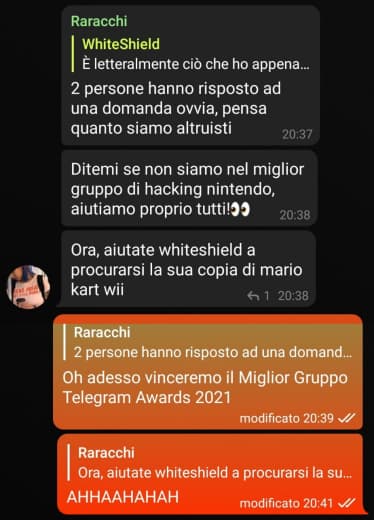 Raracchi
WhiteShield
È letteralmente ciò che ho appena...
2 persone hanno risposto ad
una domanda ovvia, pensa
quanto siamo altruisti
20:37
Ditemi se non siamo nel miglior
gruppo di hacking nintendo,
aiutiamo proprio tutti!👀
20:38
Ora, aiutate whiteshield a
procurarsi la sua copia di mario
kart wii
1 20:38
Raracchi
2 persone hanno risposto ad una domand...
Oh adesso vinceremo il Miglior Gruppo
Telegram Awards 2021
modificato 20:39
Raracchi
Ora, aiutate whiteshield a procurarsi la su...
AHHAAHAHAH
modificato 20:41